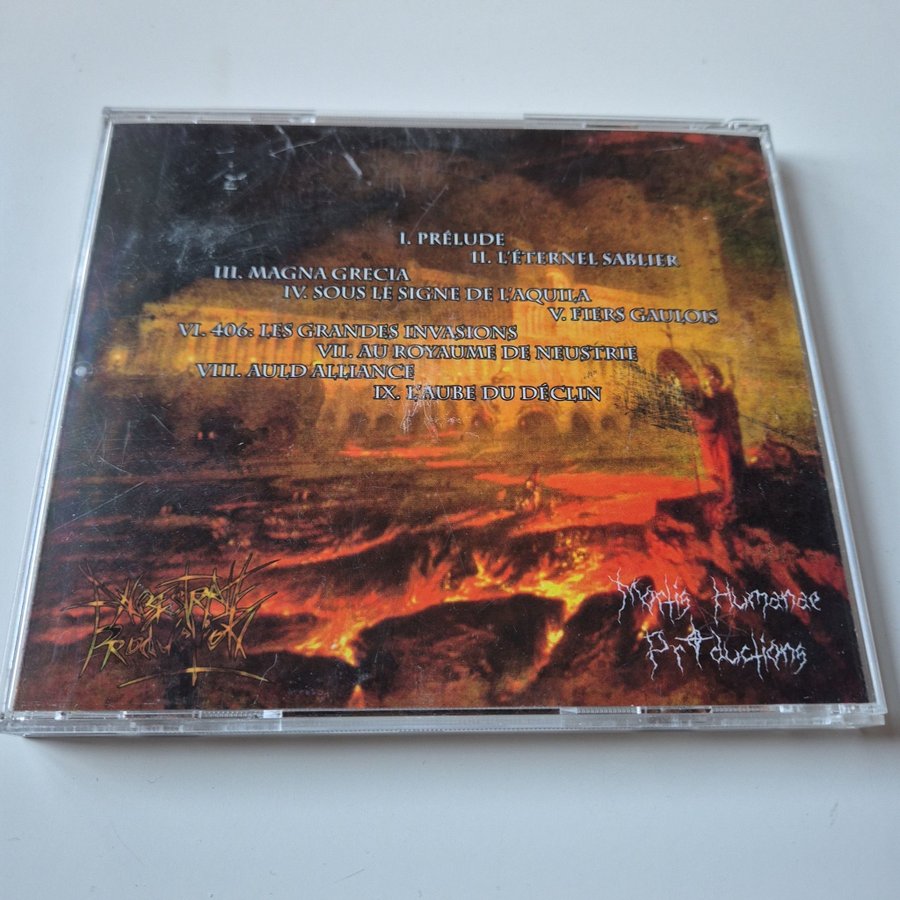 I. PRÉLUDE
II. L'ÉTERNEL SABLIER
III. MAGNA GRECIA
IV. SOUS LE SIGNE DE L'AQUILA
V. FIERS GAULOIS
VI. 406: LES GRANDES INVASIONS
VII. AU ROYAUME DE NEUSTRIE
VIII. AULD ALLIANCE
IX. L'AUBE DU DÉCLIN
Mortis Humanae
Productions